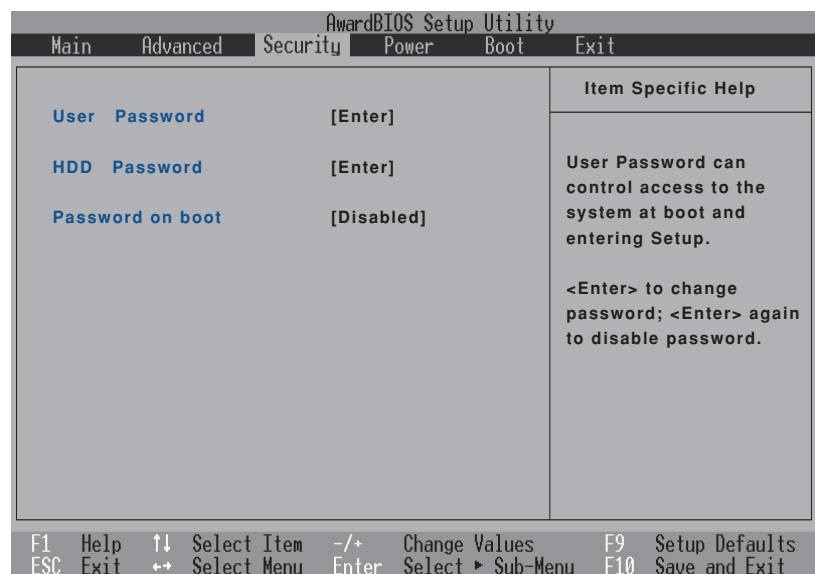 AwardBIOS Setup Utility
Main Advanced Security Power Boot Exit
User Password [Enter]
HDD Password [Enter]
Password on boot [Disabled]
Item Specific Help
User Password can
control access to the
system at boot and
entering Setup.
<Enter> to change
password; <Enter> again
to disable password.
F1 Help ↑↓ Select Item -/+ Change Values F9 Setup Defaults
ESC Exit ←→ Select Menu Enter Select ▶ Sub-Menu F10 Save and Exit